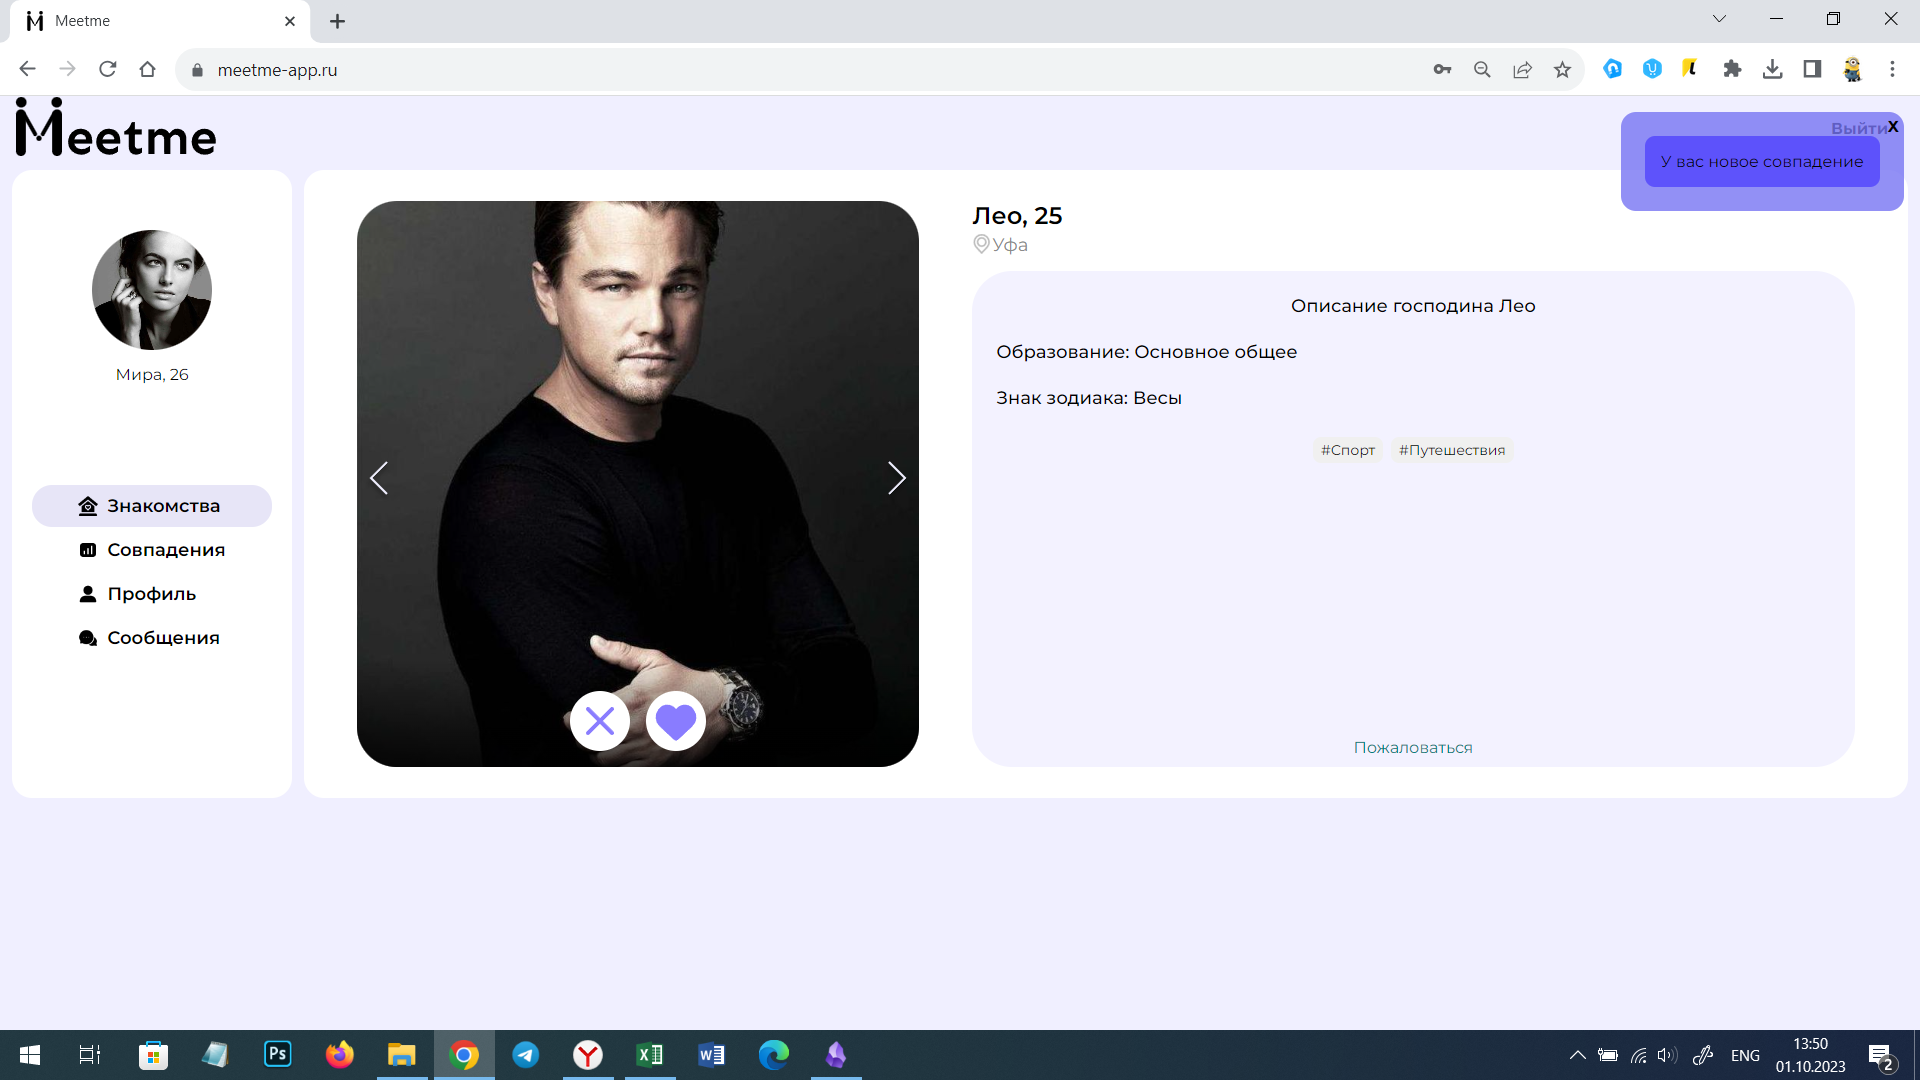 Meetme
meetme-app.ru
Meetme
Выйти
X
У вас новое совпадение
Мира, 26
Знакомства
Совпадения
Профиль
Сообщения
Лео, 25
Уфа
Описание господина Лео
Образование: Основное общее
Знак зодиака: Весы
#Спорт #Путешествия
Пожаловаться
Ps
ENG
13:50
01.10.2023
2